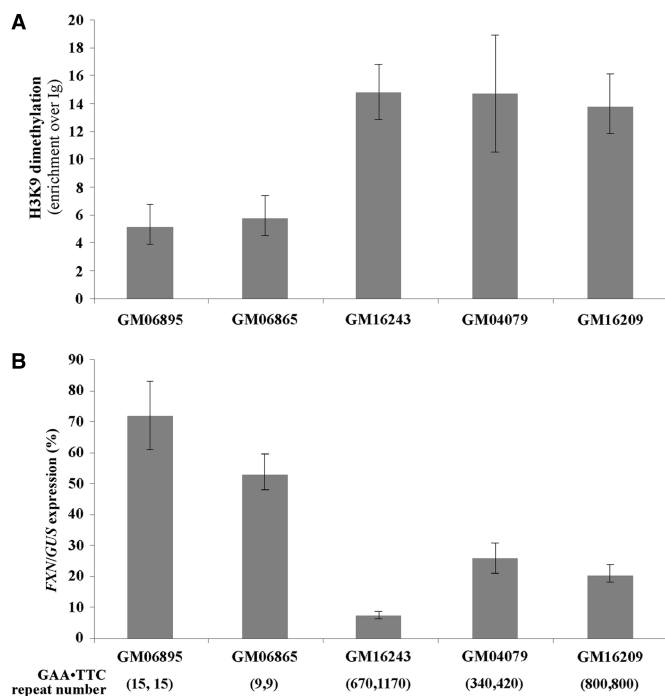 A
H3K9 dimethylation
(enrichment over Ig)
20
18
16
14
12
10
8
6
4
2
0
GM06895 GM06865 GM16243 GM04079 GM16209
B
FXN/GUS expression (%)
90
80
70
60
50
40
30
20
10
0
GM06895 GM06865 GM16243 GM04079 GM16209
GAA•TTC
repeat number
(15, 15) (9,9) (670,1170) (340,420) (800,800)